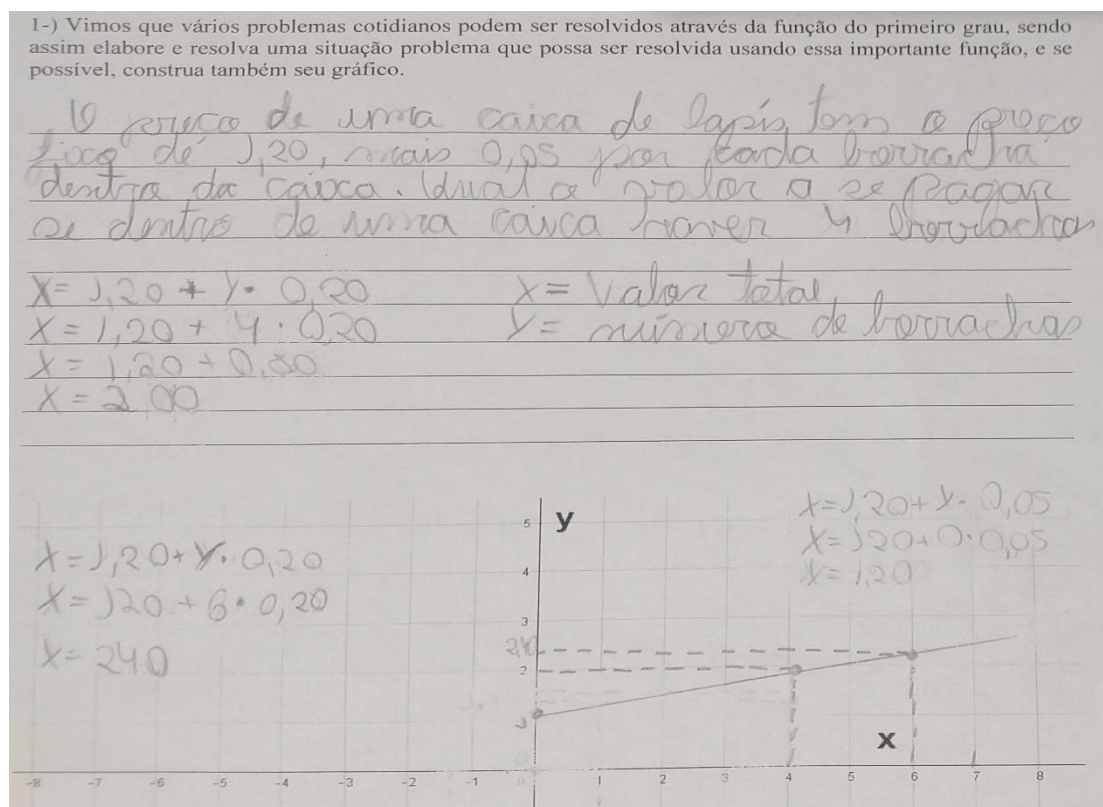 1-) Vimos que vários problemas cotidianos podem ser resolvidos através da função do primeiro grau, sendo
assim elabore e resolva uma situação problema que possa ser resolvida usando essa importante função, e se
possível, construa também seu gráfico.
O preço de uma caixa de lapis, tem o preço
fixo de 1,20, mais 0,05 por cada borracha
dentro da caixa. Qual o valor a se pagar
se dentro de uma caixa haver 4 borrachas
X= 1,20 + y• 0,20
X = valor total,
X = 1,20 + 4 • 0,20
y= número de borrachas
X = 1,20 + 0,80
X = 2,00
X=1,20+ y• 0,05
X=1,20+Y•0,20
X=120+0•0,05
X=120+6•0,20
X=1,20
X=240
y
5
4
3
2,40
2
1
x
-8 -7 -6 -5 -4 -3 -2 -1 0 1 2 3 4 5 6 7 8